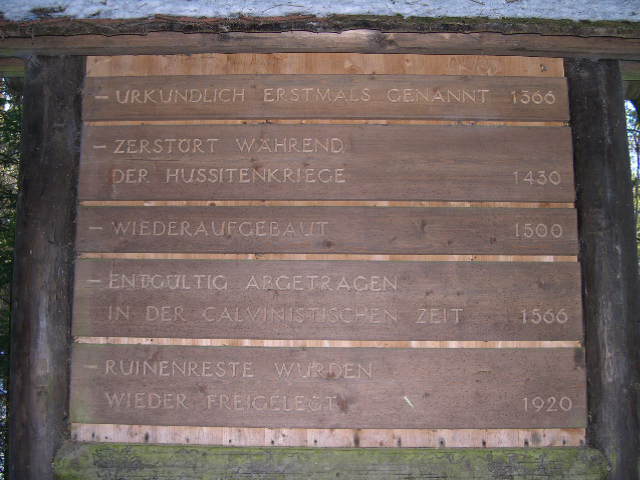 - URKUNDLICH ERSTMALS GENANNT 1366
- ZERSTÖRT WÄHREND
DER HUSSITENKRIEGE 1430
- WIEDERAUFGEBAUT 1500
- ENTGÜLTIG ABGETRAGEN
IN DER CALVINISTISCHEN ZEIT 1566
- RUINENRESTE WURDEN
WIEDER FREIGELEGT 1920